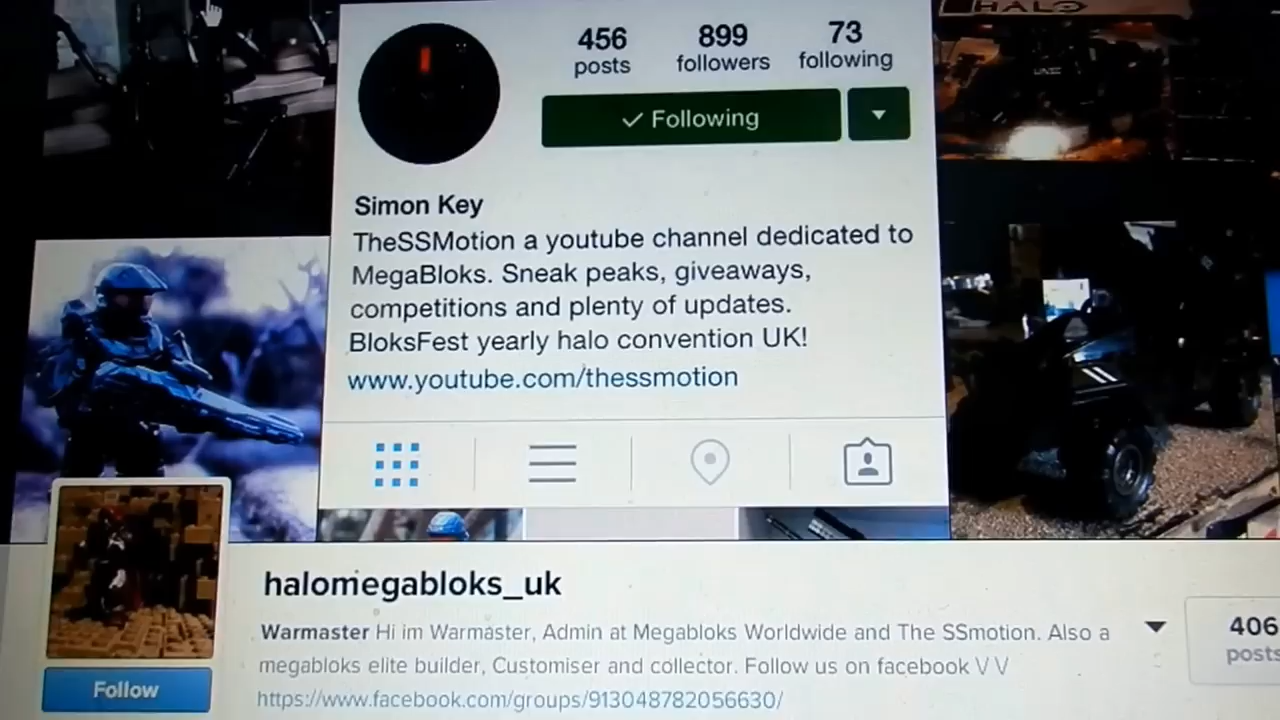 HALO
456 899 73
posts followers following
✓ Following
Simon Key
TheSSMotion a youtube channel dedicated to
MegaBloks. Sneak peaks, giveaways,
competitions and plenty of updates.
BloksFest yearly halo convention UK!
www.youtube.com/thessmotion
halomegabloks_uk
Warmaster Hi im Warmaster, Admin at Megabloks Worldwide and The SSmotion. Also a
megabloks elite builder, Customiser and collector. Follow us on facebook V V
https://www.facebook.com/groups/913048782056630/
Follow
406
posts